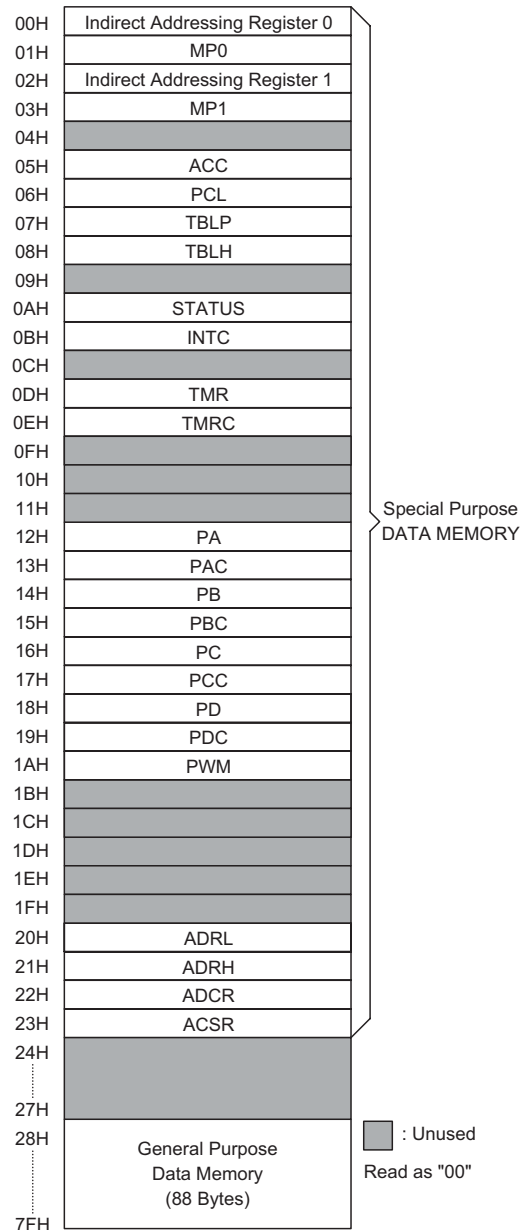 00H Indirect Addressing Register 0
01H MP0
02H Indirect Addressing Register 1
03H MP1
04H
05H ACC
06H PCL
07H TBLP
08H TBLH
09H
0AH STATUS
0BH INTC
0CH
0DH TMR
0EH TMRC
0FH
10H
11H
Special Purpose
DATA MEMORY
12H PA
13H PAC
14H PB
15H PBC
16H PC
17H PCC
18H PD
19H PDC
1AH PWM
1BH
1CH
1DH
1EH
1FH
20H ADRL
21H ADRH
22H ADCR
23H ACSR
24H
27H
28H
General Purpose
Data Memory
(88 Bytes)
7FH
: Unused
Read as "00"